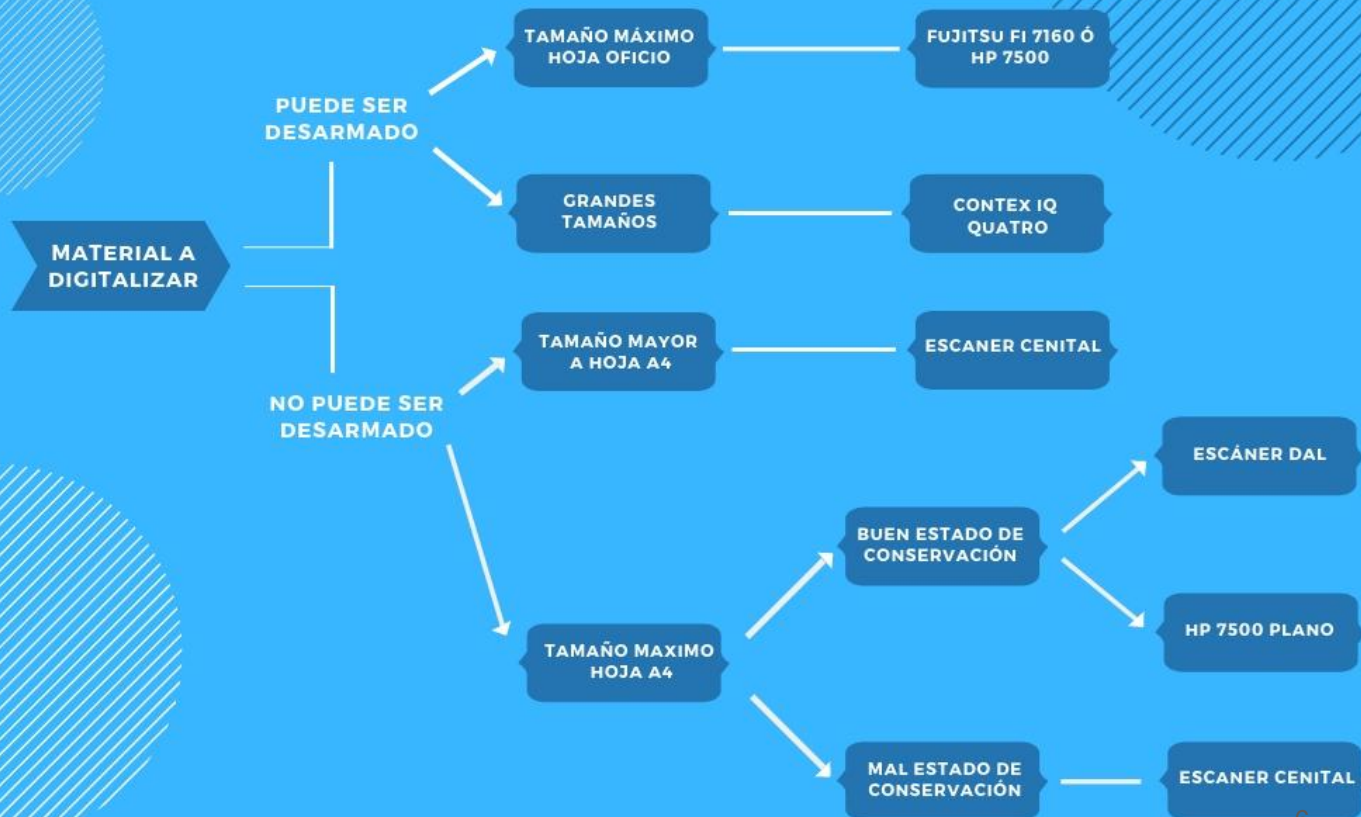 TAMAÑO MÁXIMO
HOJA OFICIO
FUJITSU FI 7160 Ó
HP 7500
PUEDE SER
DESARMADO
GRANDES
TAMAÑOS
CONTEX IQ
QUATRO
MATERIAL A
DIGITALIZAR
TAMAÑO MAYOR
A HOJA A4
ESCANER CENITAL
NO PUEDE SER
DESARMADO
ESCÁNER DAL
BUEN ESTADO DE
CONSERVACIÓN
HP 7500 PLANO
TAMAÑO MAXIMO
HOJA A4
MAL ESTADO DE
CONSERVACIÓN
ESCANER CENITAL